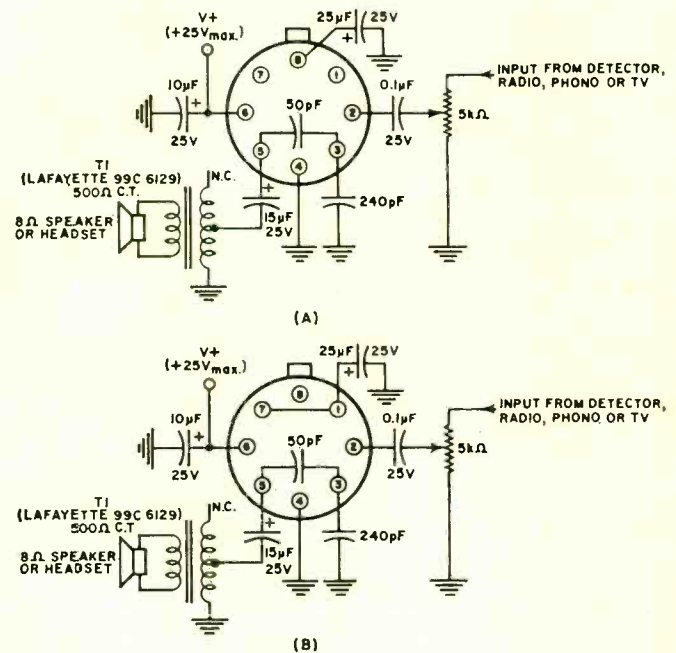 25µF
25V
V+
(+25Vmax.)
8
7
1
INPUT FROM DETECTOR,
RADIO, PHONO OR TV
10µF
50pF
0.1µF
6
2
5kΩ
25V
25V
T1
(LAFAYETTE 99C 6129)
500Ω C.T.
N.C.
5
3
4
8Ω SPEAKER
OR HEADSET
15µF
25V
240pF
(A)
25µF
25V
V+
(+25Vmax.)
8
7
1
INPUT FROM DETECTOR,
RADIO, PHONO OR TV
10µF
50pF
0.1µF
6
2
5kΩ
25V
25V
T1
(LAFAYETTE 99C 6129)
500Ω C.T.
N.C.
5
3
4
8Ω SPEAKER
OR HEADSET
15µF
25V
240pF
(B)